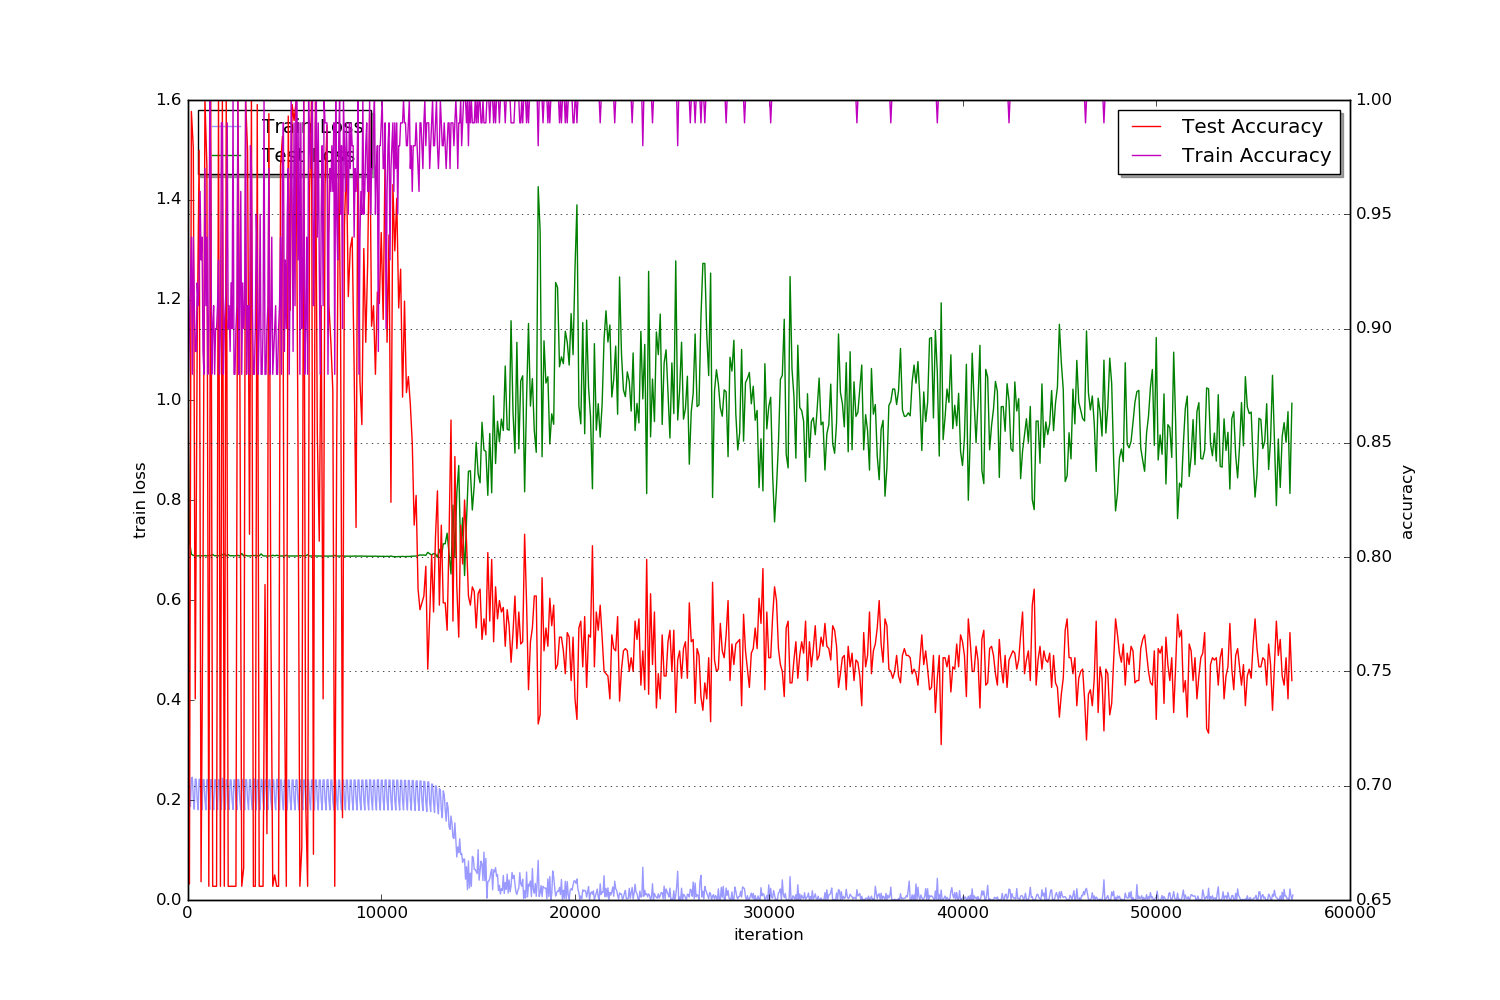 Train Loss
Test Loss
Test Accuracy
Train Accuracy
1.6
1.4
1.2
1.0
0.8
0.6
0.4
0.2
0.0
train loss
1.00
0.95
0.90
0.85
0.80
0.75
0.70
0.65
accuracy
0 10000 20000 30000 40000 50000 60000
iteration